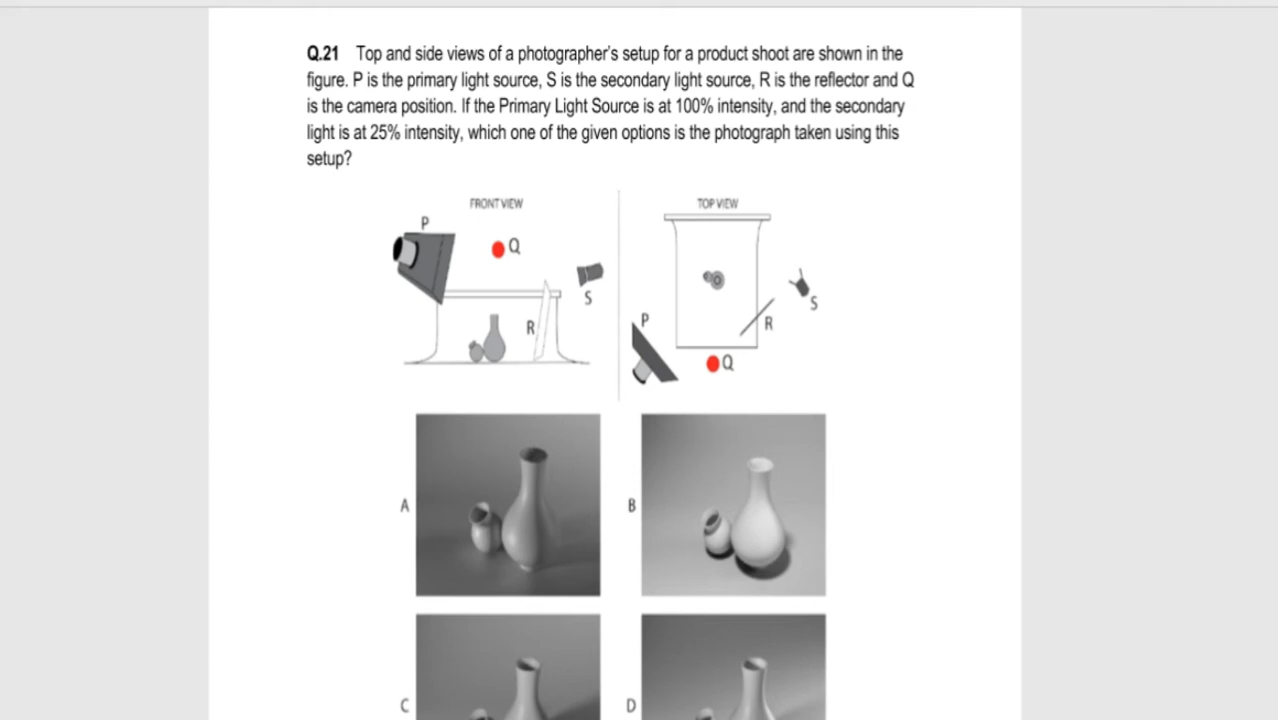 Q.21 Top and side views of a photographer's setup for a product shoot are shown in the
figure. P is the primary light source, S is the secondary light source, R is the reflector and Q
is the camera position. If the Primary Light Source is at 100% intensity, and the secondary
light is at 25% intensity, which one of the given options is the photograph taken using this
setup?
FRONT VIEW
P
Q
S
R
TOP VIEW
P
S
R
Q
A
B
C
D